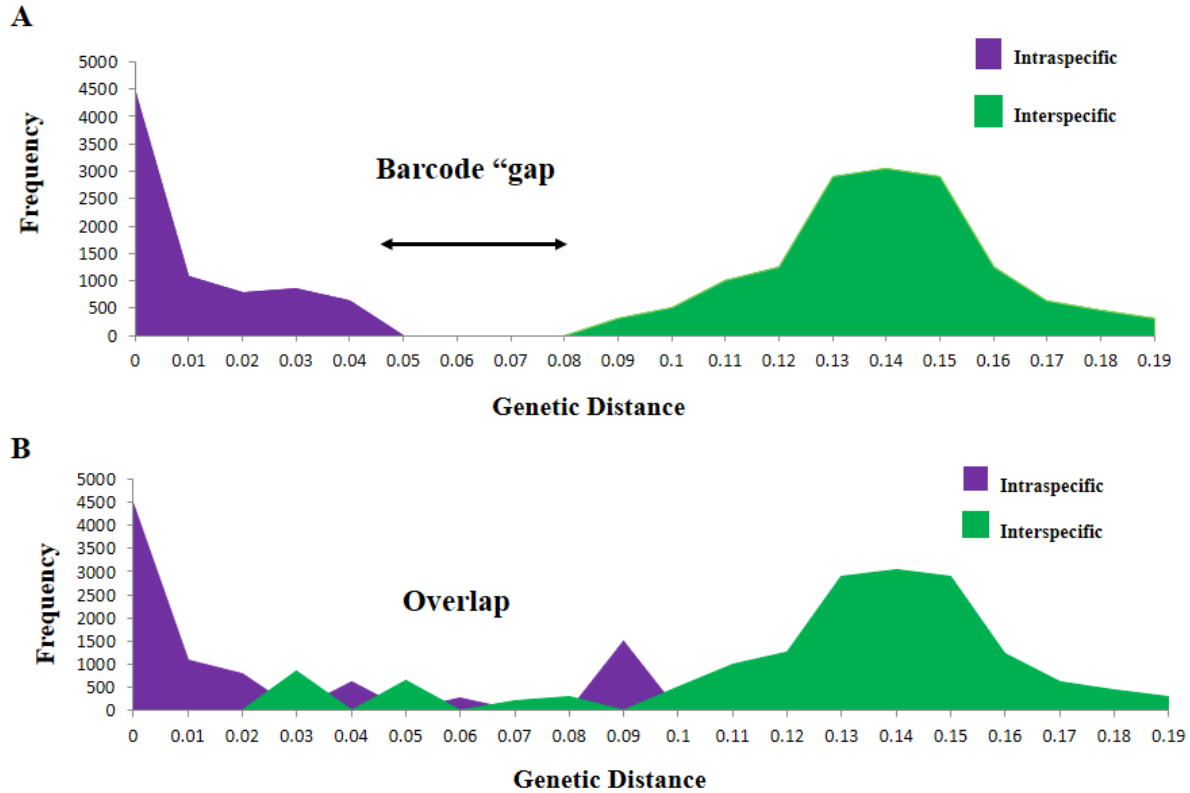 A
5000
4500
4000
3500
3000
2500
2000
1500
1000
500
0
Frequency
Intraspecific
Interspecific
Barcode “gap
0 0.01 0.02 0.03 0.04 0.05 0.06 0.07 0.08 0.09 0.1 0.11 0.12 0.13 0.14 0.15 0.16 0.17 0.18 0.19
Genetic Distance
B
5000
4500
4000
3500
3000
2500
2000
1500
1000
500
0
Frequency
Intraspecific
Interspecific
Overlap
0 0.01 0.02 0.03 0.04 0.05 0.06 0.07 0.08 0.09 0.1 0.11 0.12 0.13 0.14 0.15 0.16 0.17 0.18 0.19
Genetic Distance